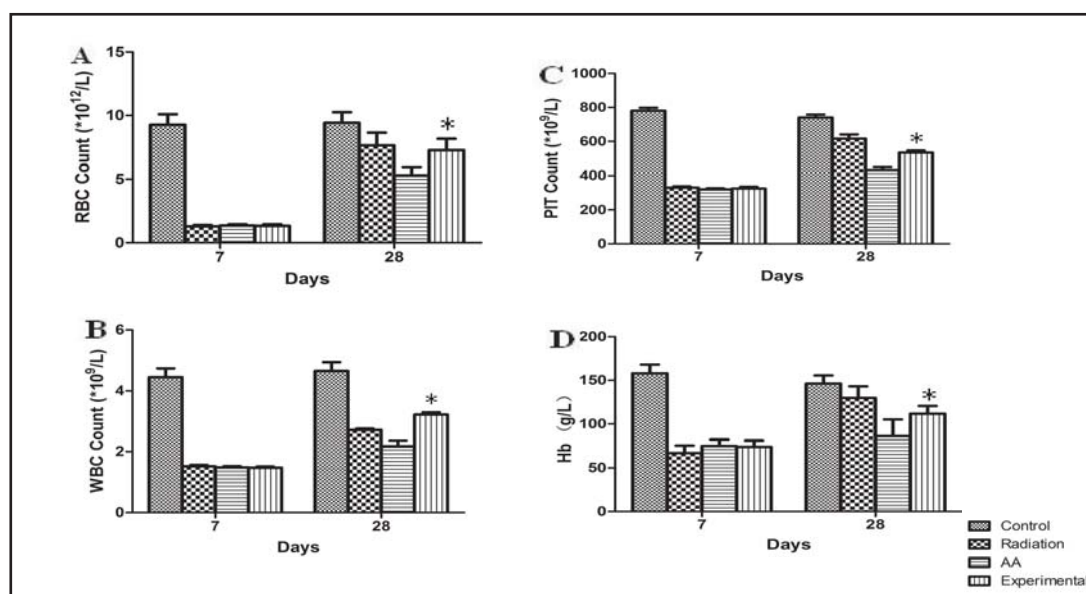 A
RBC Count (*10^12/L)
15
10
5
0
*
7
28
Days
C
PIT Count (*10^9/L)
1000
800
600
400
200
0
*
7
28
Days
B
WBC Count (*10^9/L)
6
4
2
0
*
7
28
Days
D
Hb (g/L)
200
150
100
50
0
*
7
28
Days
Control
Radiation
AA
Experimental